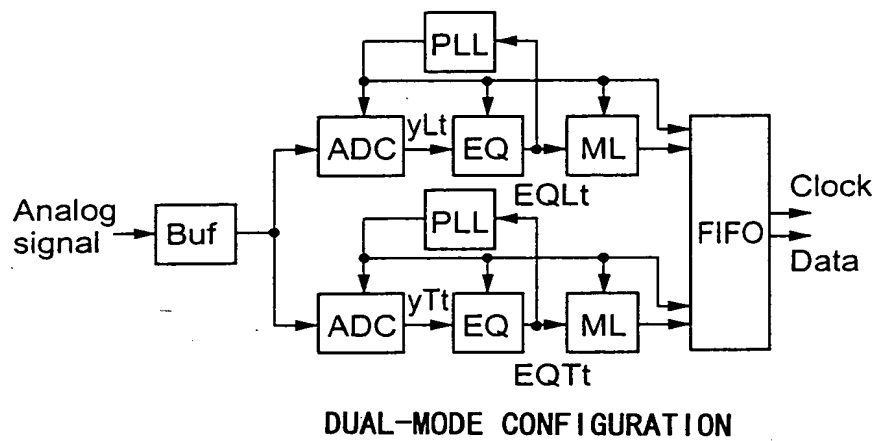 PLL
ADC
yLt
EQ
ML
EQLt
Analog
signal
Buf
PLL
ADC
yTt
EQ
ML
EQTt
FIFO
Clock
Data
DUAL-MODE CONFIGURATION